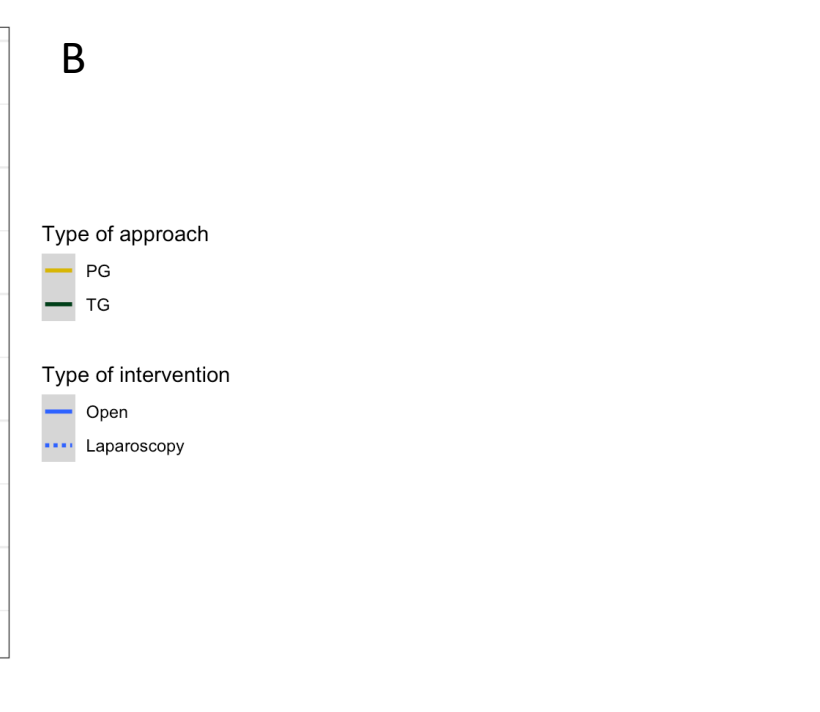 B
Type of approach
PG
TG
Type of intervention
Open
Laparoscopy